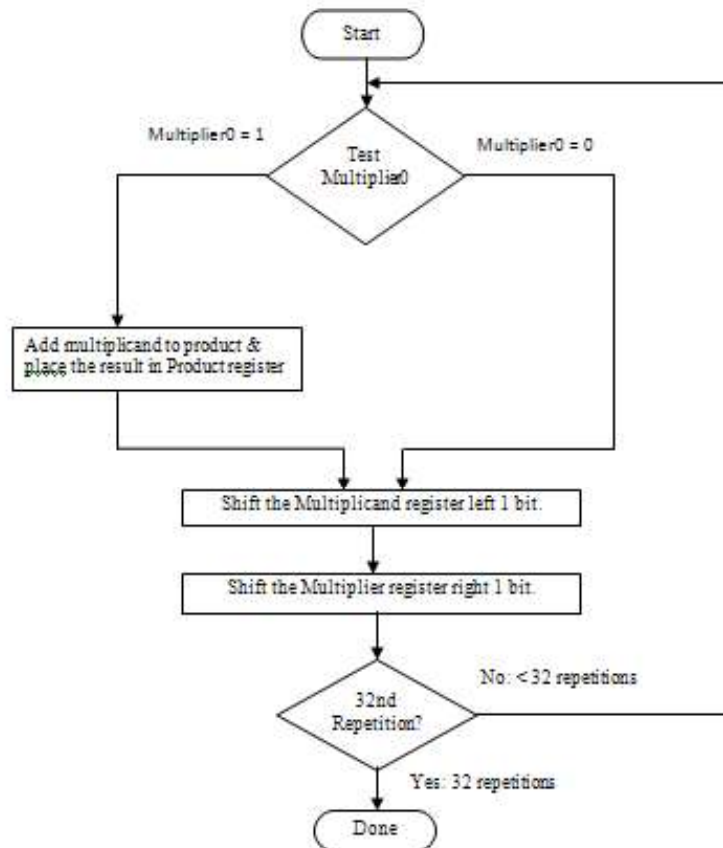 Start
Multiplier0 = 1
Multiplier0 = 0
Test
Multiplier0
Add multiplicand to product &
place the result in Product register
Shift the Multiplicand register left 1 bit.
Shift the Multiplier register right 1 bit.
32nd
Repetition?
No: < 32 repetitions
Yes: 32 repetitions
Done